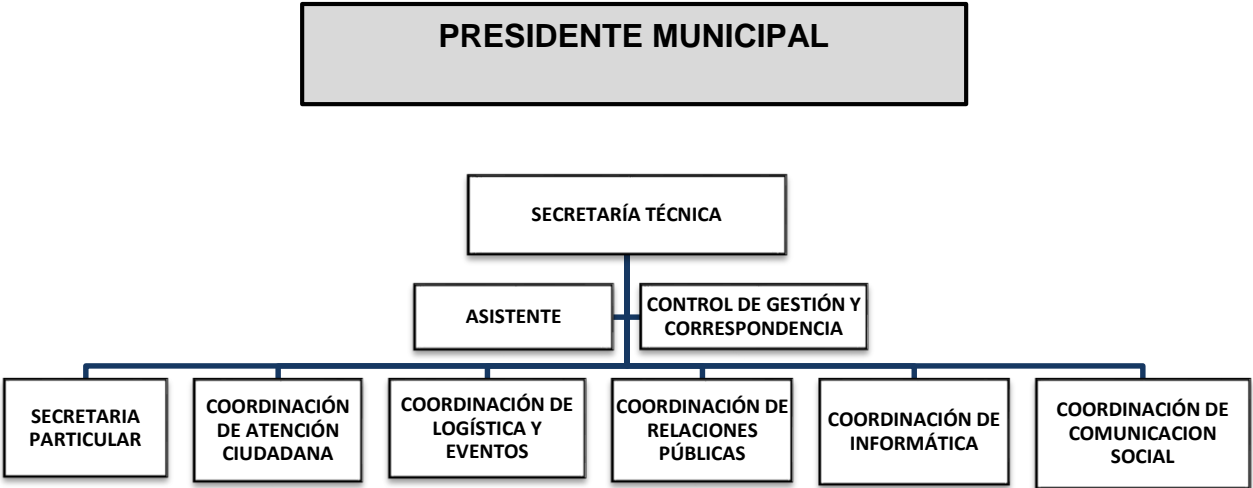 PRESIDENTE MUNICIPAL
SECRETARÍA TÉCNICA
ASISTENTE
CONTROL DE GESTIÓN Y
CORRESPONDENCIA
SECRETARIA
PARTICULAR
COORDINACIÓN
DE ATENCIÓN
CIUDADANA
COORDINACIÓN DE
LOGÍSTICA Y
EVENTOS
COORDINACIÓN DE
RELACIONES
PÚBLICAS
COORDINACIÓN DE
INFORMÁTICA
COORDINACIÓN DE
COMUNICACION
SOCIAL